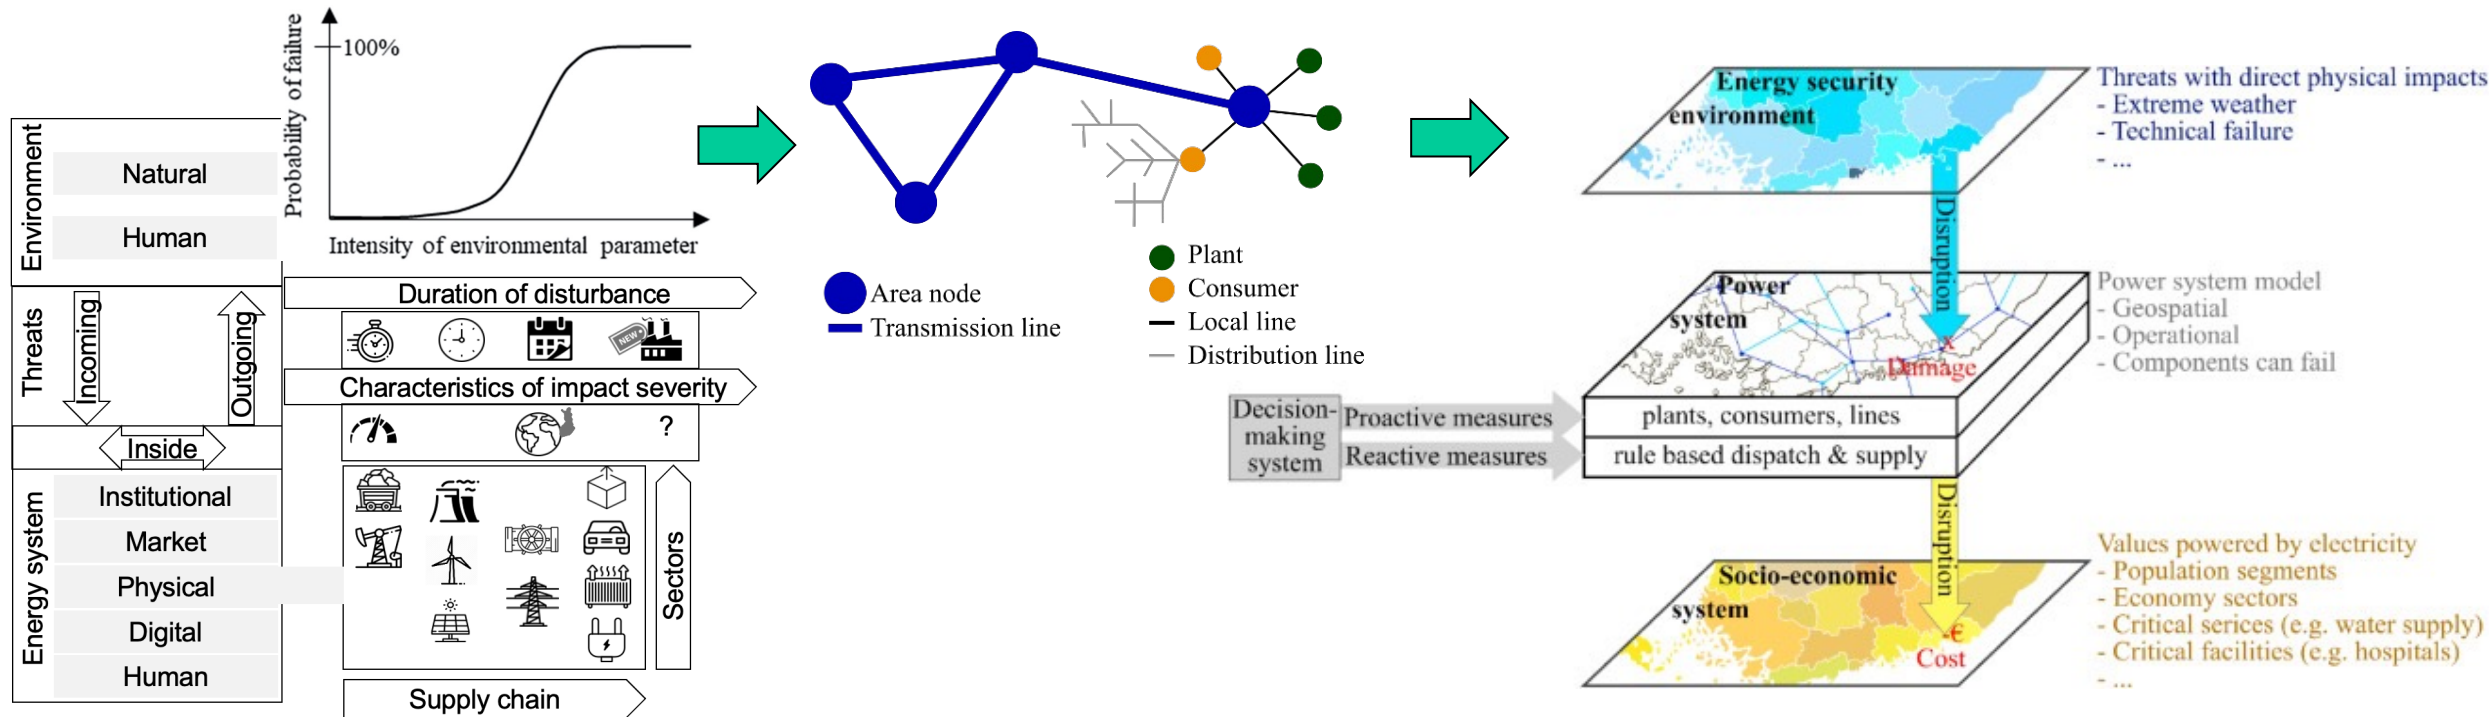 Environment
Natural
Human
Threats
Incoming
Outgoing
Inside
Energy system
Institutional
Market
Physical
Digital
Human
Probability of failure
100%
Intensity of environmental parameter
Duration of disturbance
NEW
Characteristics of impact severity
?
Sectors
Supply chain
Area node
Transmission line
Plant
Consumer
Local line
Distribution line
Decision-
making
system
Proactive measures
Reactive measures
Energy security
environment
Disruption
Power
system
x
Damage
plants, consumers, lines
rule based dispatch & supply
Disruption
Socio-economic
system
-€
Cost
Threats with direct physical impacts
- Extreme weather
- Technical failure
- ...
Power system model
- Geospatial
- Operational
- Components can fail
Values powered by electricity
- Population segments
- Economy sectors
- Critical serices (e.g. water supply)
- Critical facilities (e.g. hospitals)
- ...